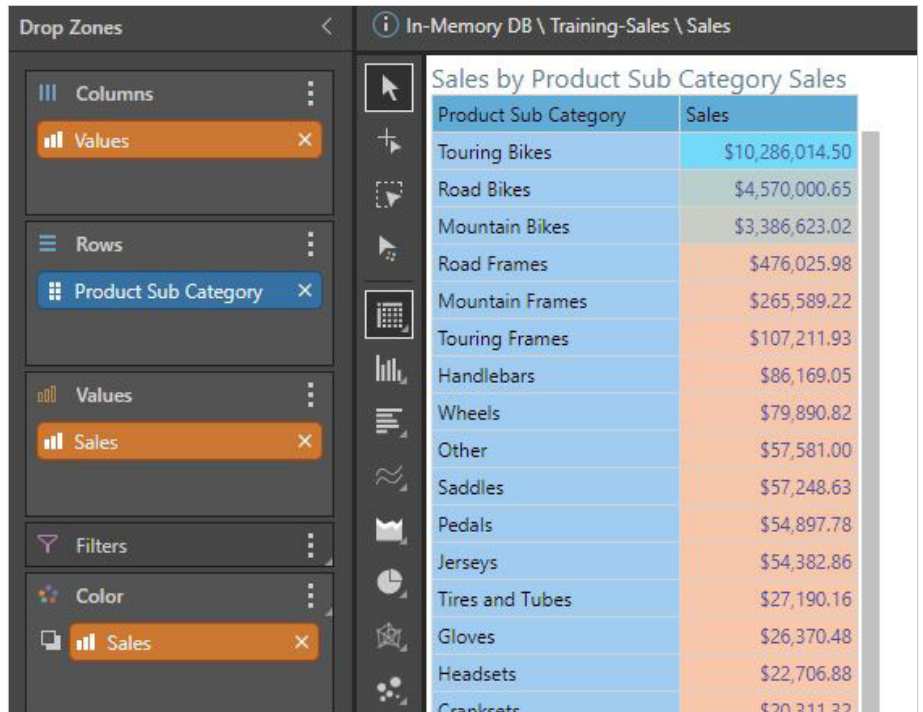 Drop Zones
In-Memory DB \ Training-Sales \ Sales
Columns
Values
Rows
Product Sub Category
Values
Sales
Filters
Color
Sales
Sales by Product Sub Category Sales
Product Sub Category Sales
Touring Bikes $10,286,014.50
Road Bikes $4,570,000.65
Mountain Bikes $3,386,623.02
Road Frames $476,025.98
Mountain Frames $265,589.22
Touring Frames $107,211.93
Handlebars $86,169.05
Wheels $79,890.82
Other $57,581.00
Saddles $57,248.63
Pedals $54,897.78
Jerseys $54,382.86
Tires and Tubes $27,190.16
Gloves $26,370.48
Headsets $22,706.88
Cranksets $20,311.32